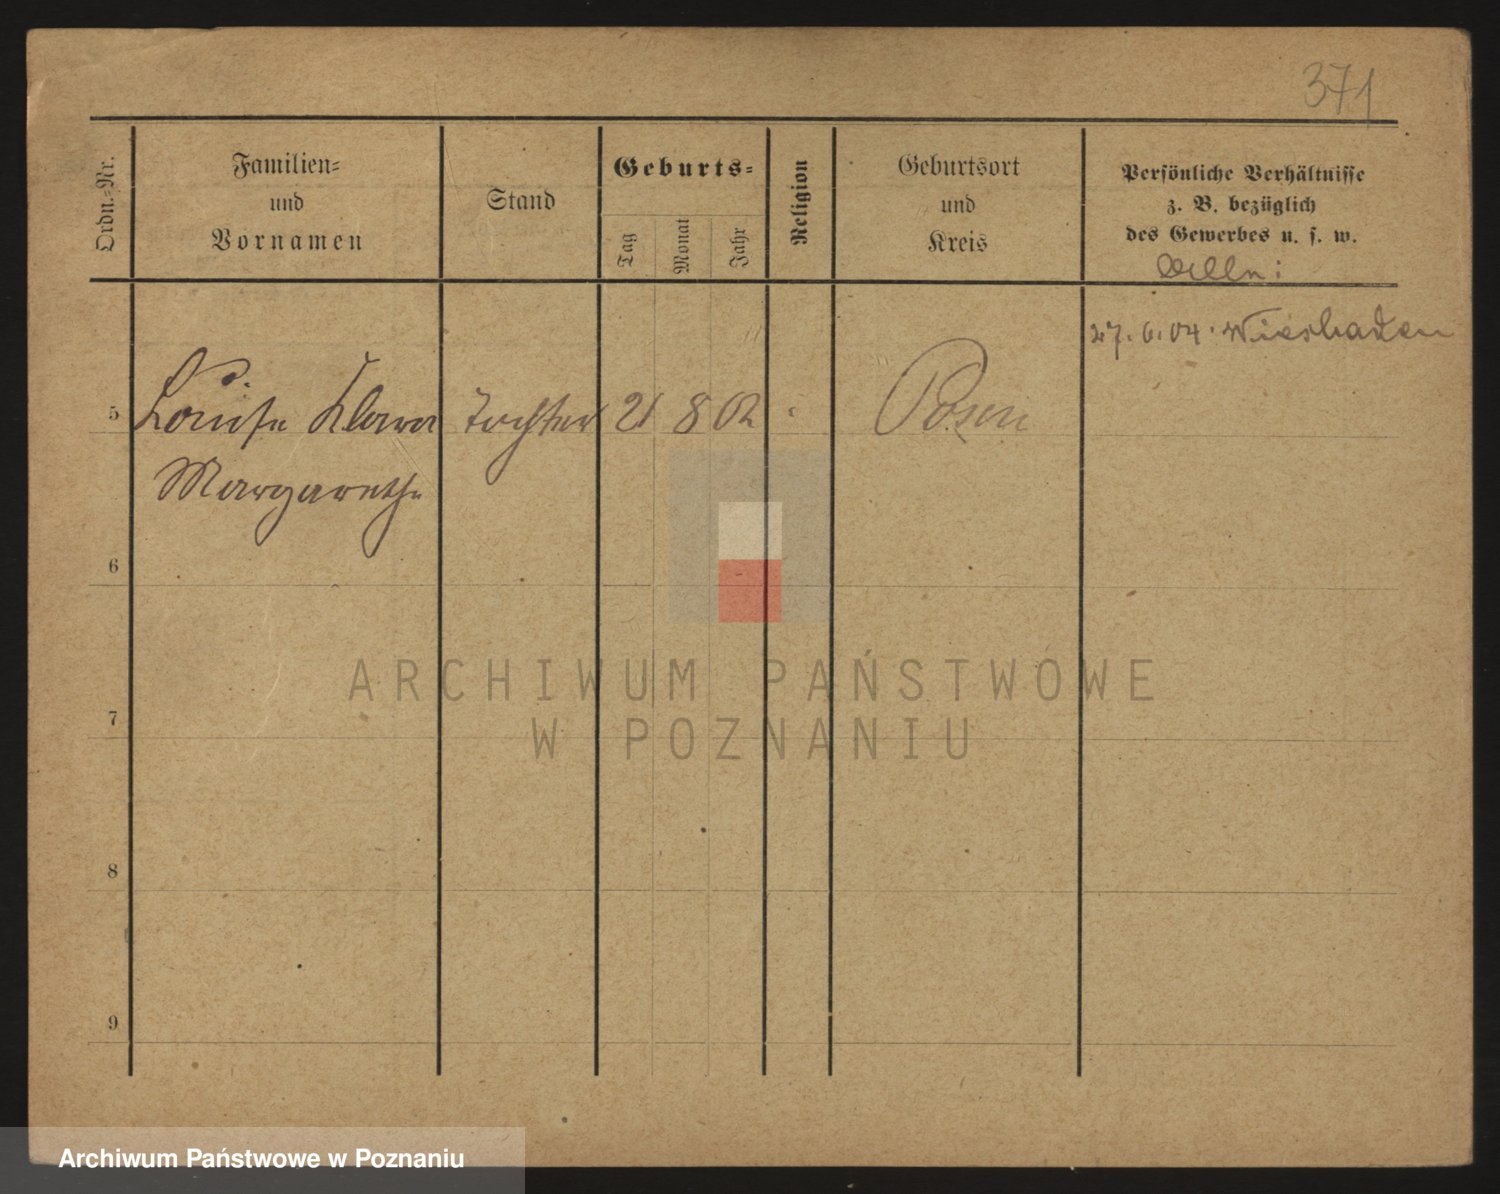 371
Ordn.=Nr.
Familien=
und
Vornamen
Stand
Geburts=
Tag
Monat
Jahr
Religion
Geburtsort
und
Kreis
Persönliche Verhältnisse
z. B. bezüglich
des Gewerbes u. s. w.
27. 6. 04. Wiesbaden
5 Louise Klara Tochter 21 8 02 Posen
Margarethe
6
7
8
9
ARCHIWUM PAŃSTWOWE
W POZNANIU
Archiwum Państwowe w Poznaniu